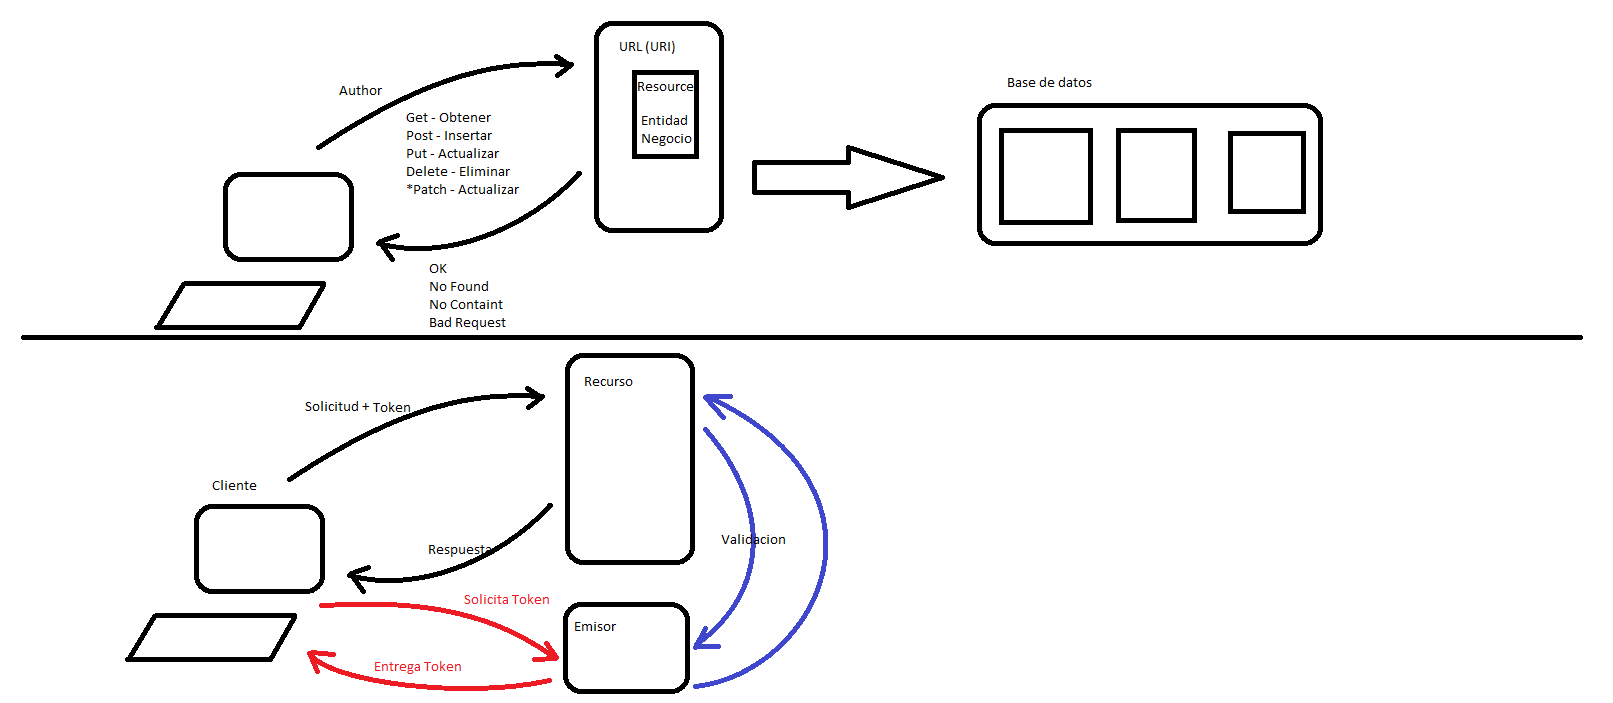 URL (URI)
Resource
Entidad
Negocio
Base de datos
Author
Get - Obtener
Post - Insertar
Put - Actualizar
Delete - Eliminar
*Patch - Actualizar
OK
No Found
No Containt
Bad Request
Recurso
Solicitud + Token
Cliente
Respuesta
Validacion
Solicita Token
Emisor
Entrega Token